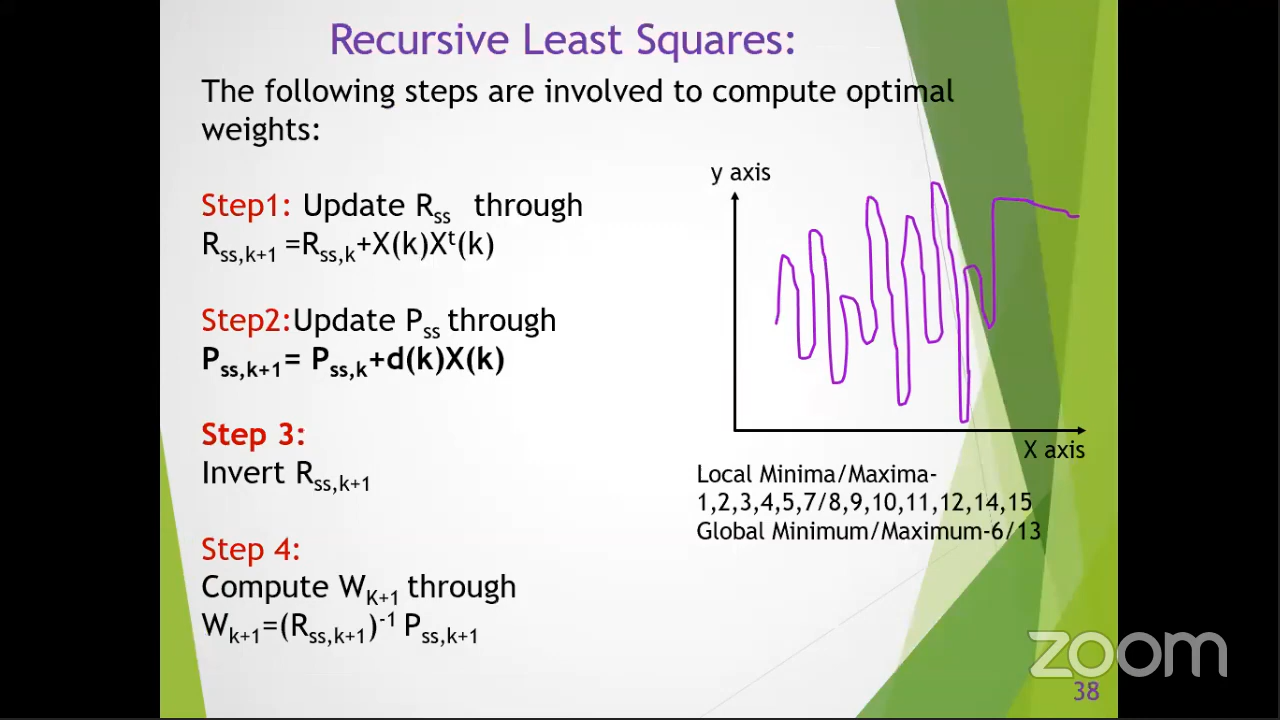 Recursive Least Squares:
The following steps are involved to compute optimal
weights:
Step1: Update Rss through
Rss,k+1 =Rss,k+X(k)Xt(k)
Step2:Update Pss through
Pss,k+1= Pss,k+d(k)X(k)
Step 3:
Invert Rss,k+1
Step 4:
Compute WK+1 through
Wk+1=(Rss,k+1)-1 Pss,k+1
y axis
X axis
Local Minima/Maxima-
1,2,3,4,5,7/8,9,10,11,12,14,15
Global Minimum/Maximum-6/13
zoom
38